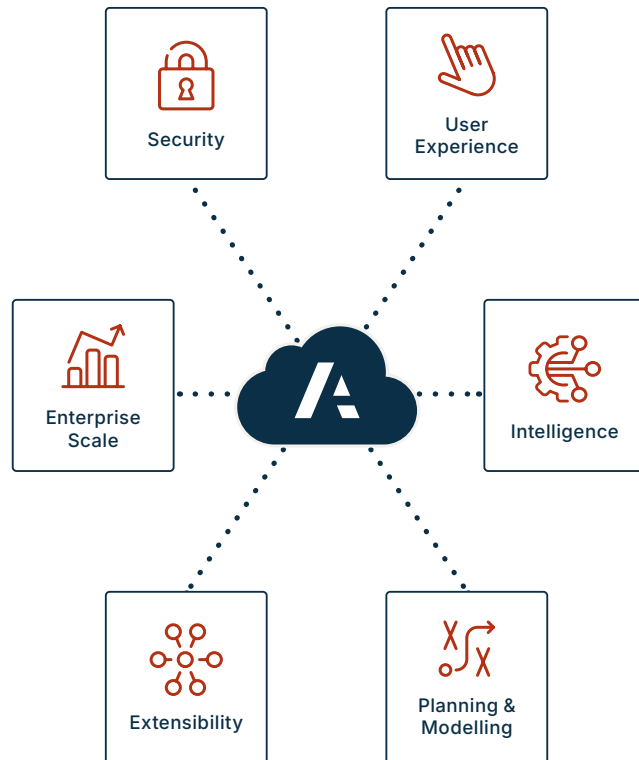 Security
User
Experience
Enterprise
Scale
Intelligence
Extensibility
Planning &
Modelling